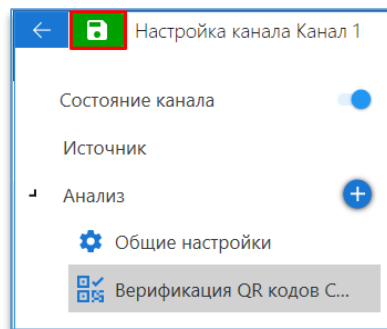 Настройка канала Канал 1
Состояние канала
Источник
Анализ
Общие настройки
Верификация QR кодов С...